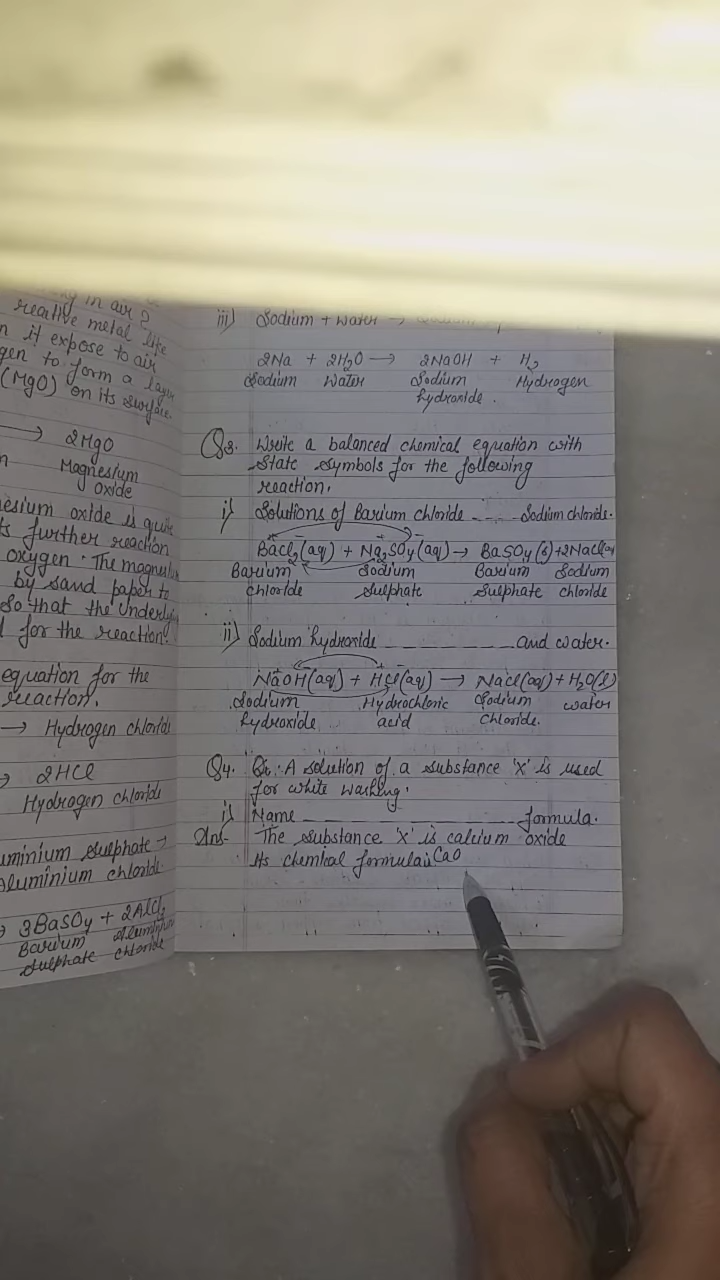 in air?
reactive metal like
n it expose to air
gen to form a layer
(MgO) on its surface.
→ 2MgO
n Magnesium
oxide
nesium oxide is quite
ts further reaction
oxygen. The magnesium
by sand paper to
So that the underlying
l for the reaction.
equation for the
reaction.
→ Hydrogen chloride
→ 2HCl
Hydrogen chloride
uminium sulphate →
Aluminium chloride
→ 3BaSO4 + 2AlCl3
Barium Aluminium
Sulphate chloride
iii) Sodium + water →
2Na + 2H2O → 2NaOH + H2
Sodium Water Sodium Hydrogen
hydroxide.
Q3. Write a balanced chemical equation with
State symbols for the following
reaction.
i) Solutions of Barium chloride ---- Sodium chloride.
BaCl2(aq) + Na2SO4(aq) → BaSO4(s) + 2NaCl(aq)
Barium Sodium Barium Sodium
chloride Sulphate Sulphate chloride
ii) Sodium hydroxide ---------- and water.
NaOH(aq) + HCl(aq) → NaCl(aq) + H2O(l)
Sodium Hydrochloric Sodium water
hydroxide acid Chloride.
Q4. A solution of a substance 'X' is used
for white washing.
i) Name ---------- formula.
Ans- The substance 'X' is calcium oxide
Its chemical formula is CaO